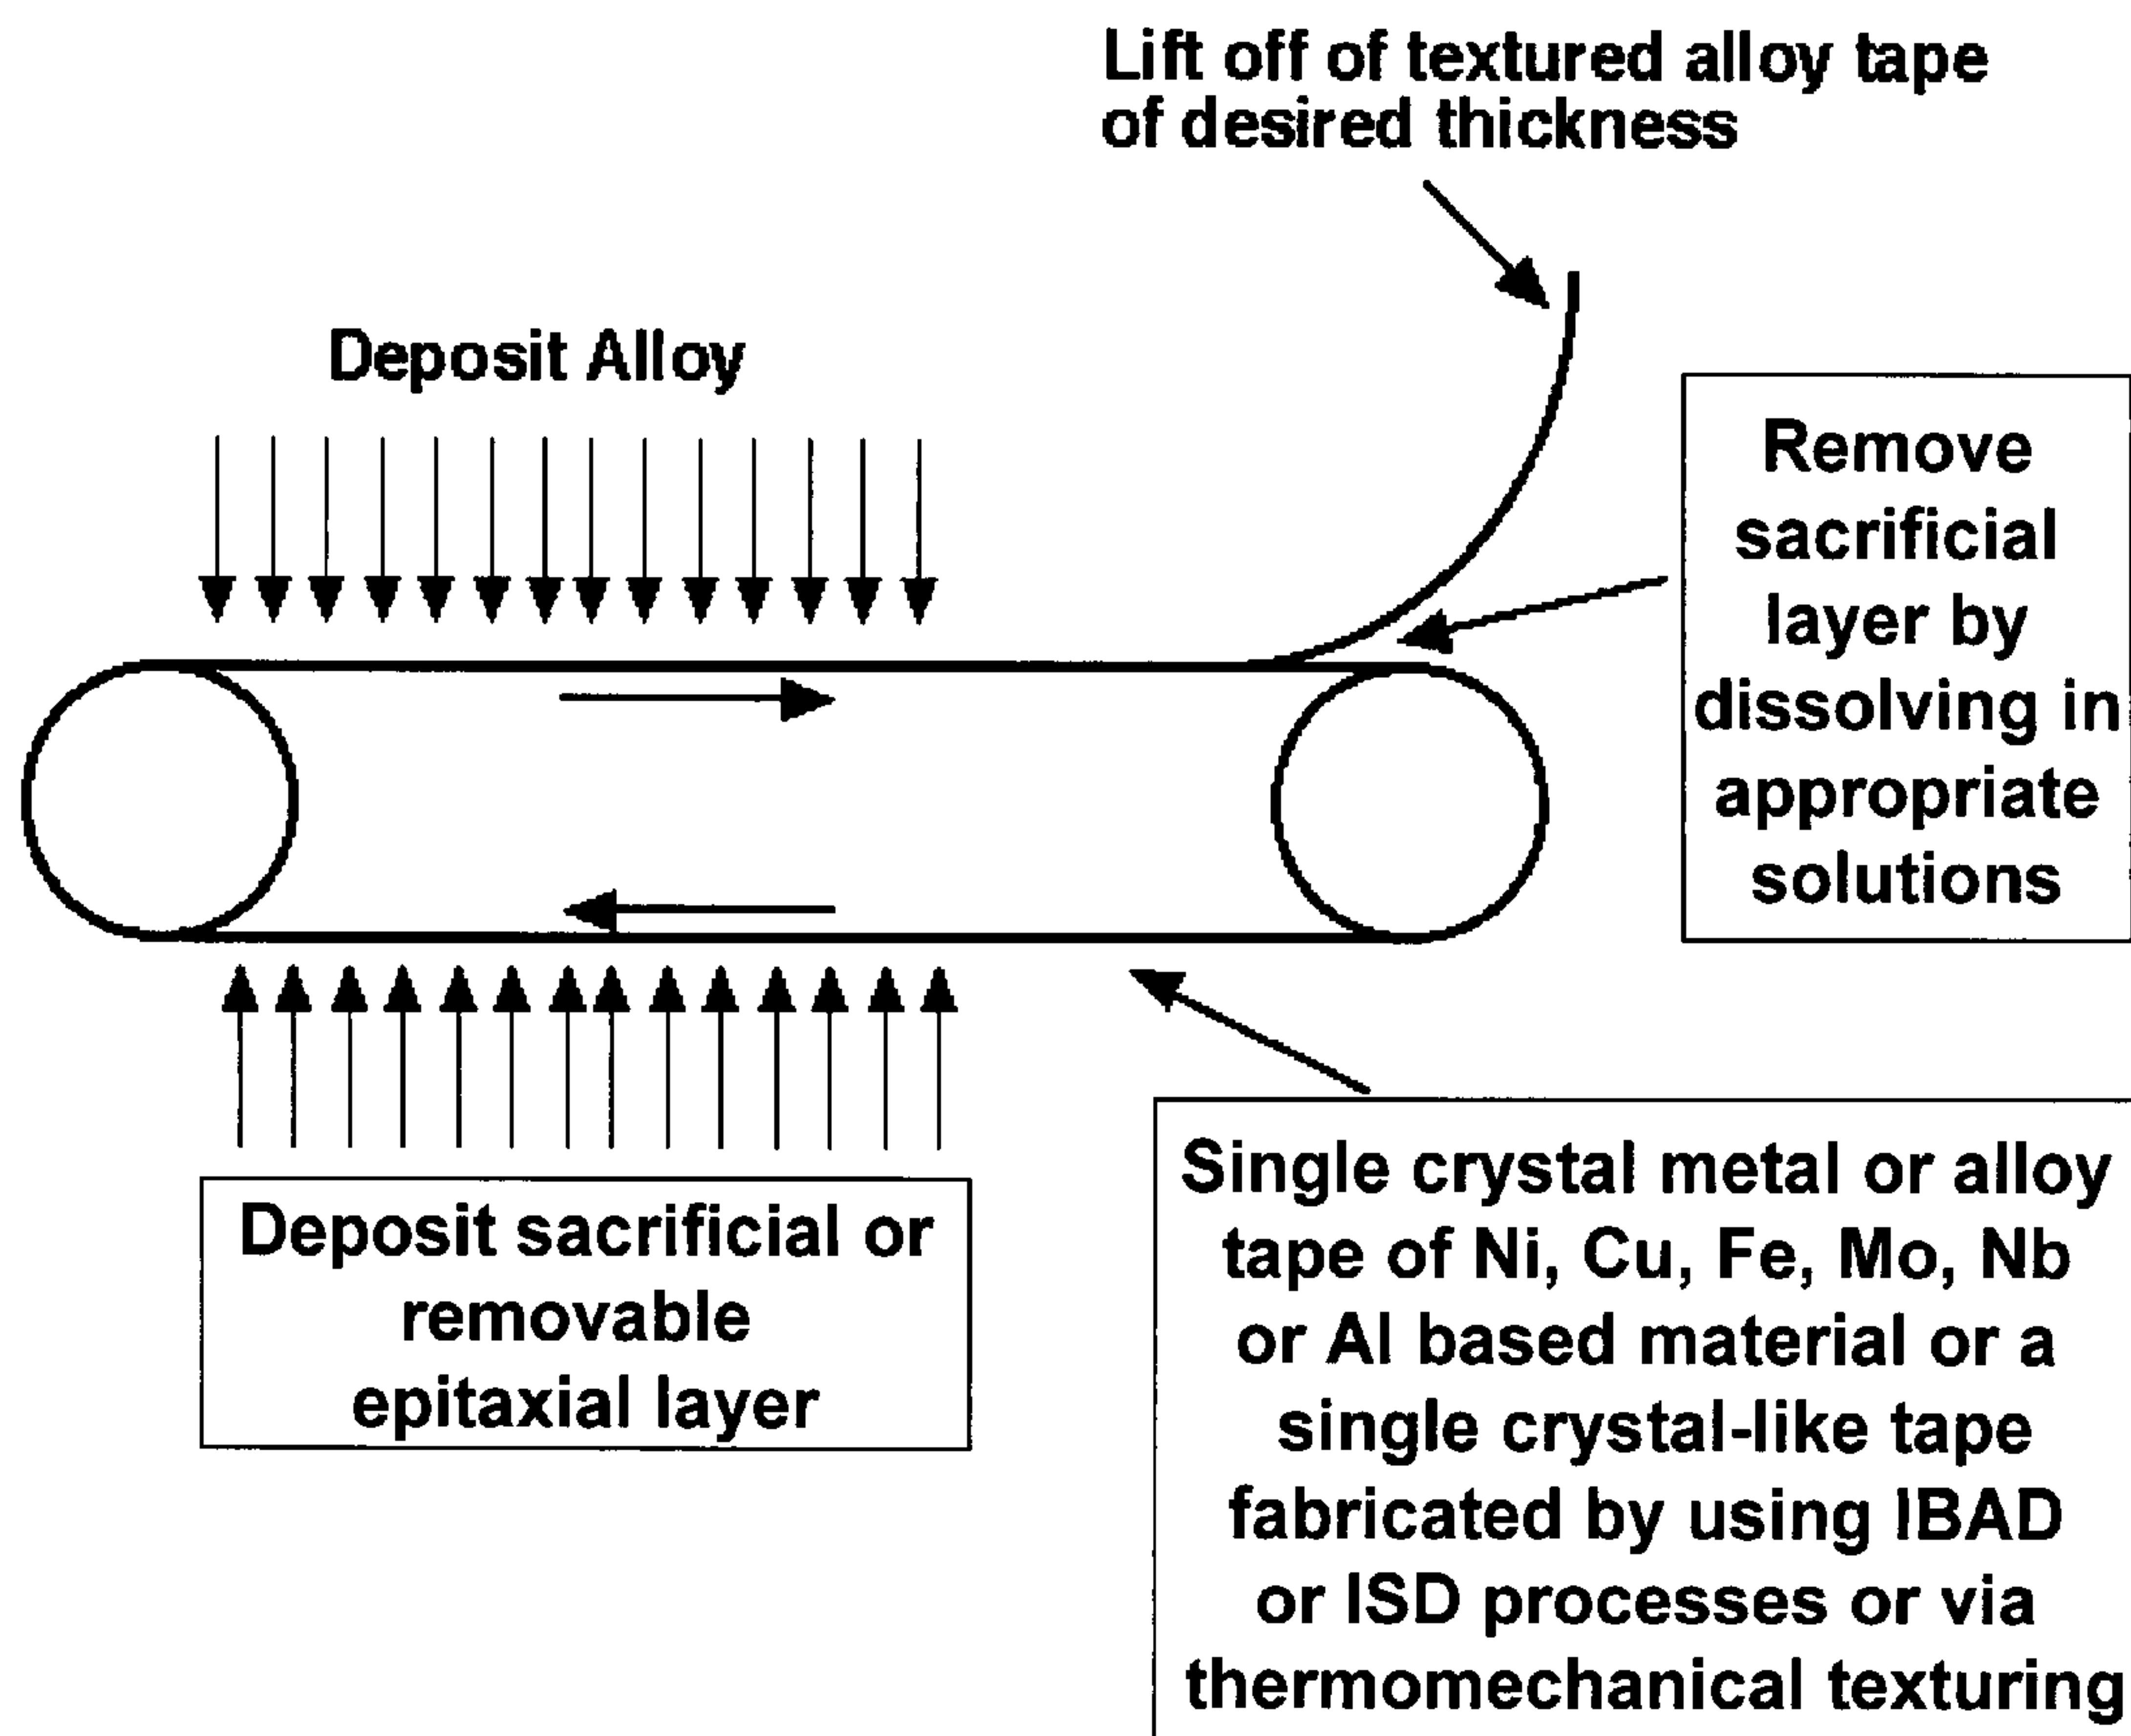 Lift off of textured alloy tape
of desired thickness
Deposit Alloy
Remove
sacrificial
layer by
dissolving in
appropriate
solutions
Deposit sacrificial or
removable
epitaxial layer
Single crystal metal or alloy
tape of Ni, Cu, Fe, Mo, Nb
or Al based material or a
single crystal-like tape
fabricated by using IBAD
or ISD processes or via
thermomechanical texturing